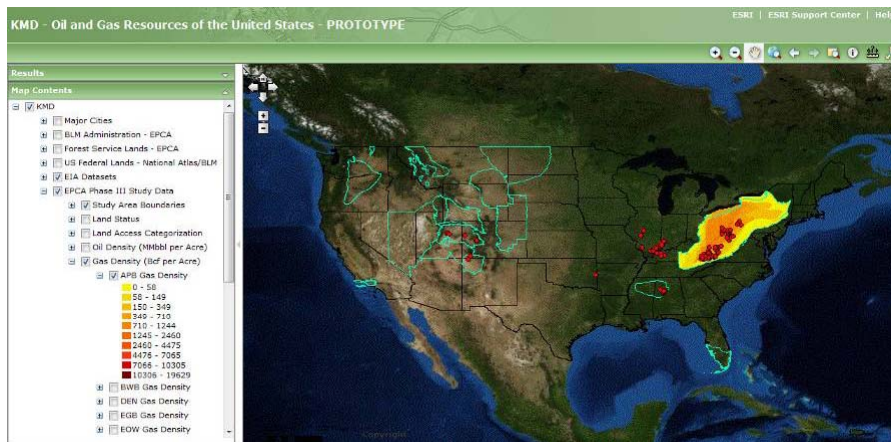 ESRI | ESRI Support Center | Hel
KMD - Oil and Gas Resources of the United States - PROTOTYPE
Results
Map Contents
KMD
Major Cities
BLM Administration - EPCA
Forest Service Lands - EPCA
US Federal Lands - National Atlas/BLM
EIA Datasets
EPCA Phase III Study Data
Study Area Boundaries
Land Status
Land Access Categorization
Oil Density (MMbbl per Acre)
Gas Density (Bcf per Acre)
APB Gas Density
0 - 58
58 - 149
150 - 349
349 - 710
710 - 1244
1245 - 2460
2460 - 4475
4476 - 7065
7066 - 10305
10306 - 19629
BWB Gas Density
DEN Gas Density
EGB Gas Density
EOW Gas Density
Copyright